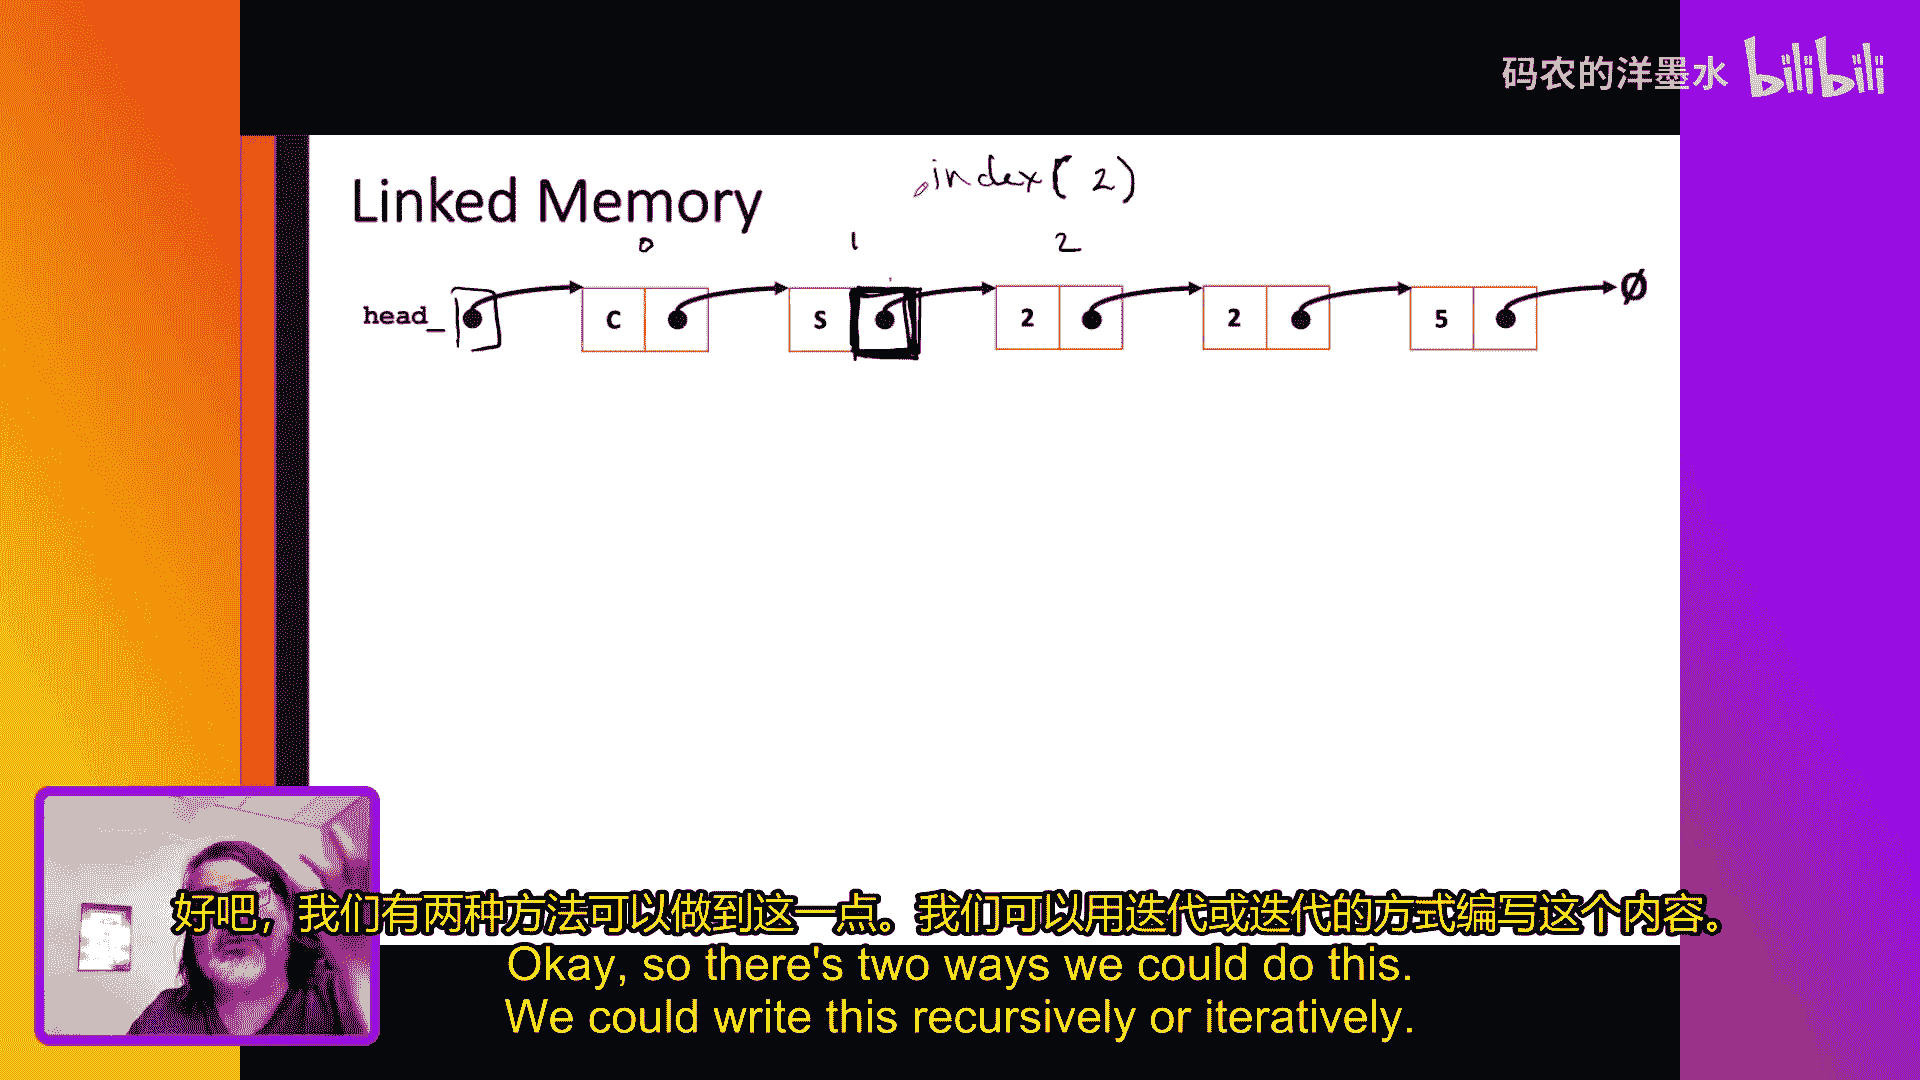 码农的洋墨水 bilibili
.index( 2)
Linked Memory
0 1 2
head_ C S 2 2 5 Ø
好吧，我们有两种方法可以做到这一点。我们可以用迭代或迭代的方式编写这个内容。
Okay, so there's two ways we could do this.
We could write this recursively or iteratively.